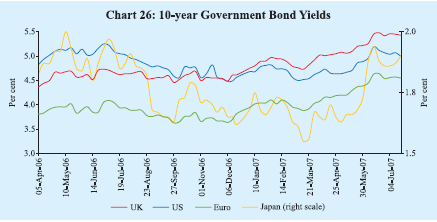 Chart 26: 10-year Government Bond Yields
5.5
5.0
4.5
4.0
3.5
3.0
Per cent
2.0
1.8
1.5
Per cent
05-Apr-06
10-May-06
14-Jun-06
19-Jul-06
23-Aug-06
27-Sep-06
01-Nov-06
06-Dec-06
10-Jan-07
14-Feb-07
21-Mar-07
25-Apr-07
30-May-07
04-Jul-07
UK
US
Euro
Japan (right scale)